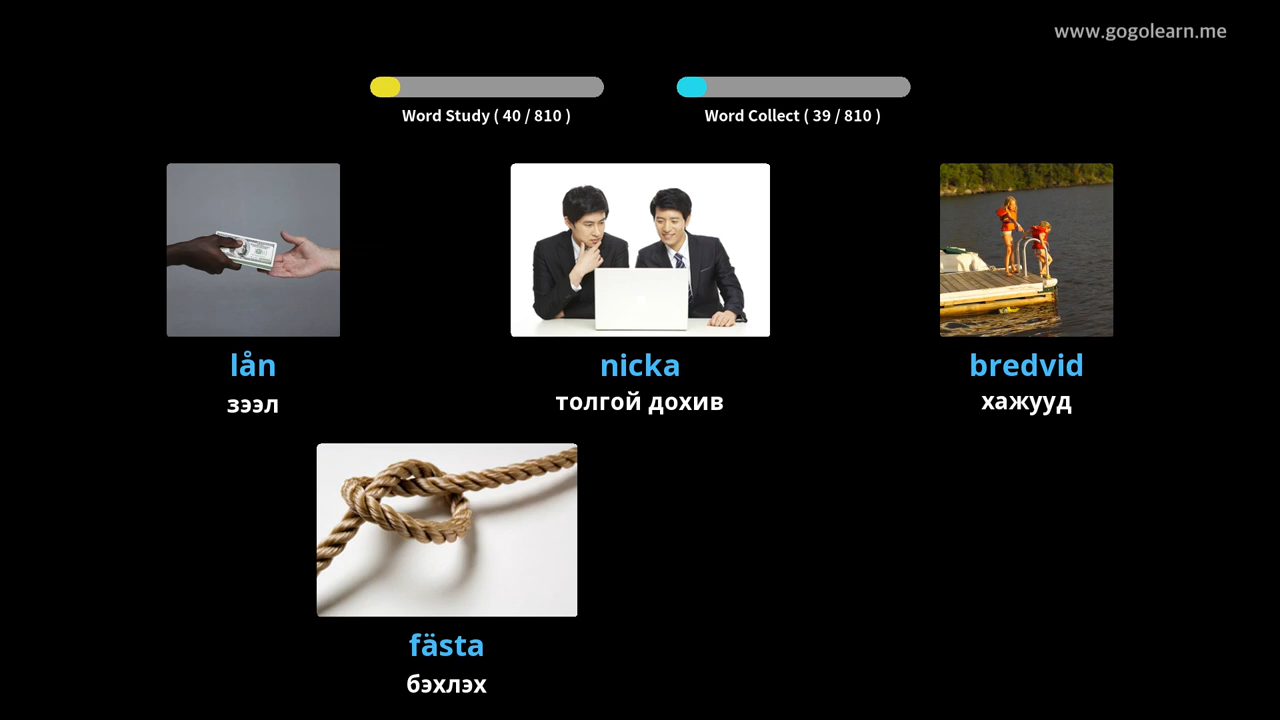 www.gogolearn.me
Word Study ( 40 / 810 )
Word Collect ( 39 / 810 )
lån
зээл
nicka
толгой дохив
bredvid
хажууд
fästa
бэхлэх